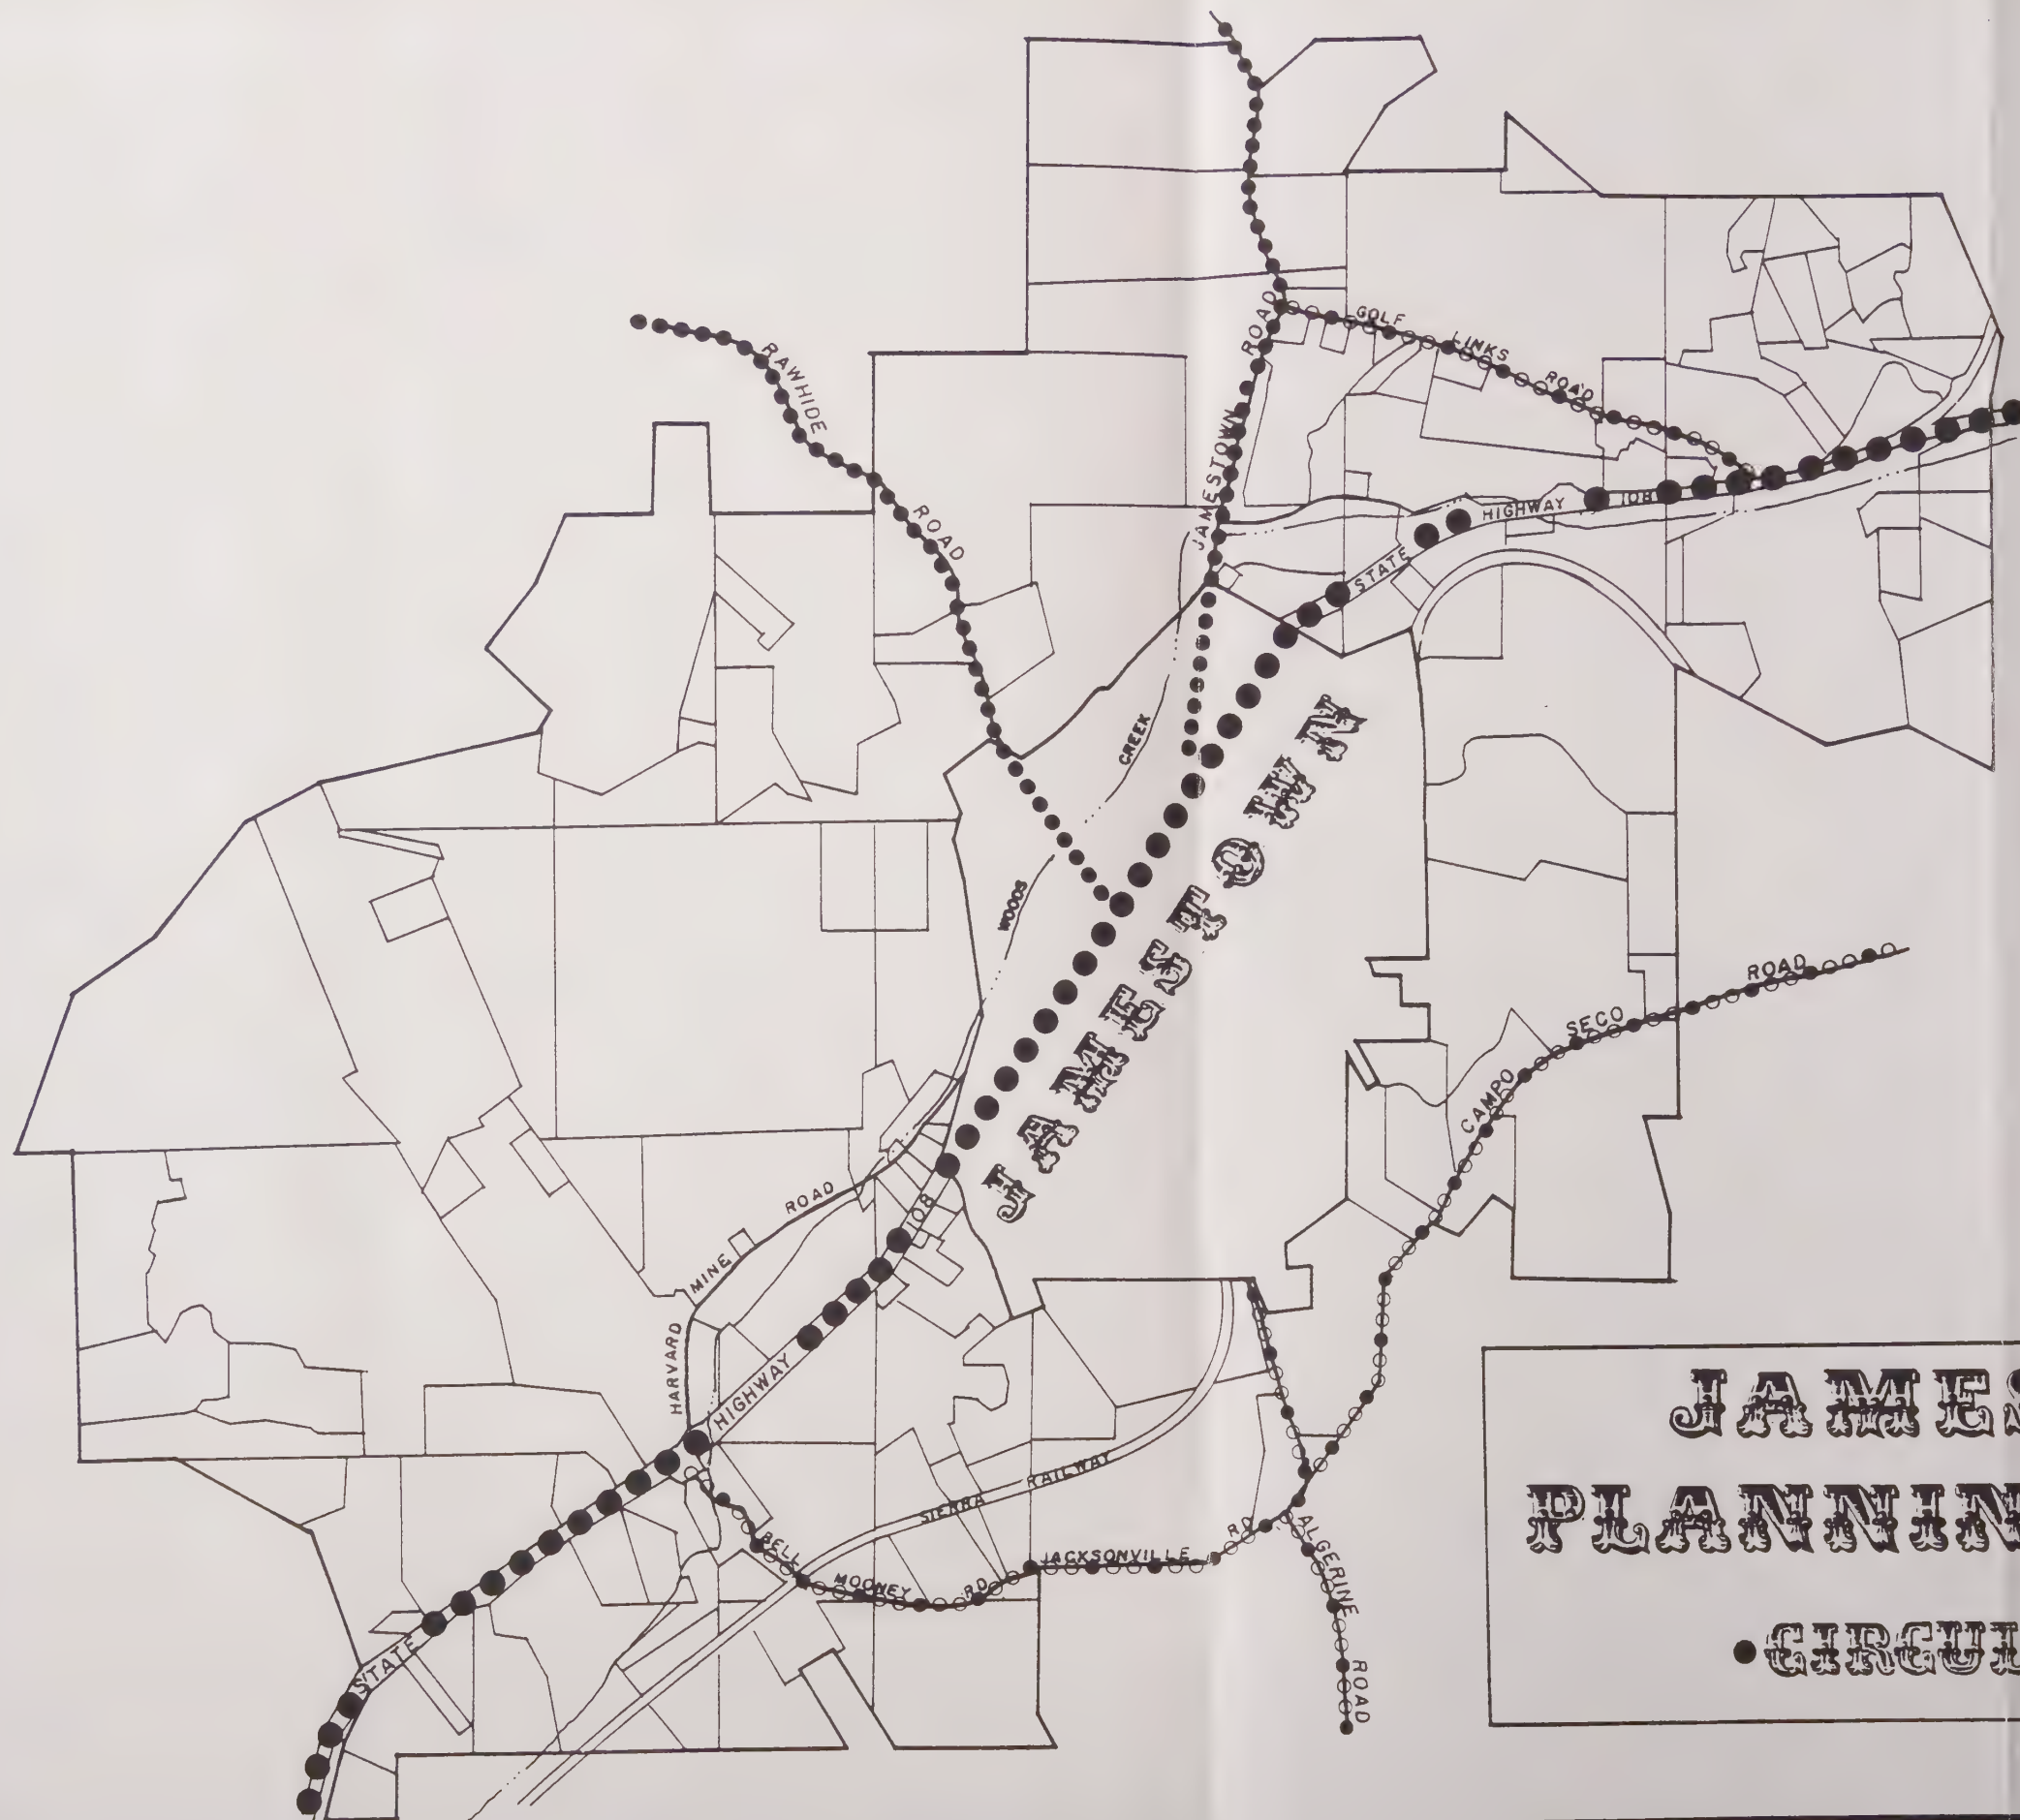 GOLF LINKS ROAD
RAWHIDE ROAD
JAMESTOWN ROAD
STATE HIGHWAY 108
CREEK
WOODS
JAMESTOWN
ROAD
SECO
CAMPO
HARVARD MINE ROAD
STATE HIGHWAY 108
SIERRA RAILWAY
BELL MOONEY RD
JACKSONVILLE RD
ALGERINE ROAD
JAMES
PLANNIN
•CIRCUL